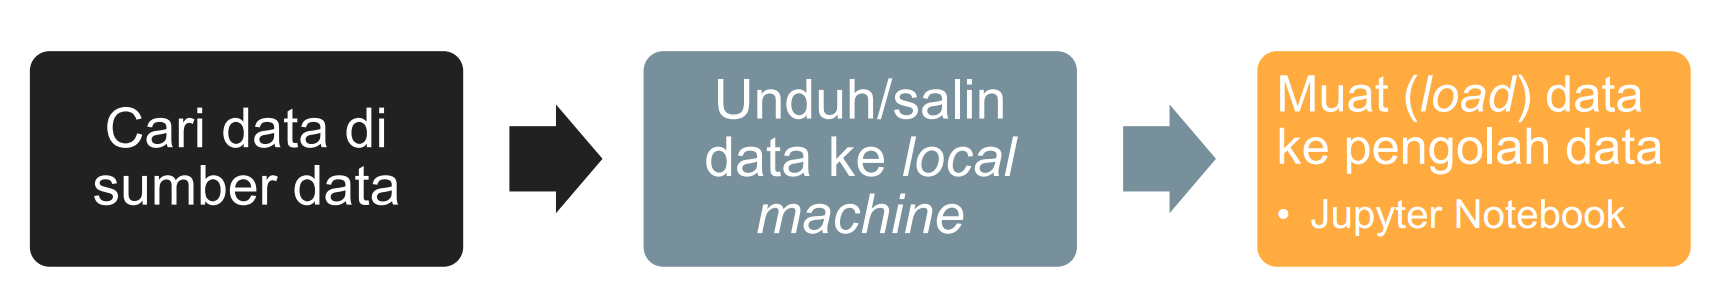 Cari data di
sumber data
Unduh/salin
data ke local
machine
Muat (load) data
ke pengolah data
• Jupyter Notebook